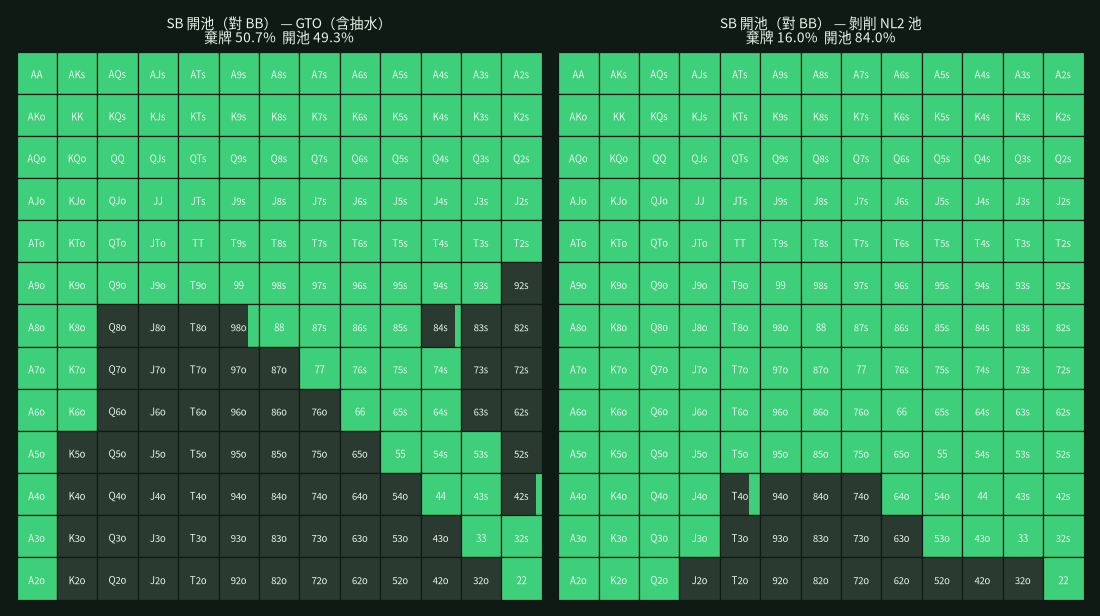 SB 開池（對 BB） — GTO（含抽水）
棄牌 50.7% 開池 49.3%
AA AKs AQs AJs ATs A9s A8s A7s A6s A5s A4s A3s A2s
AKo KK KQs KJs KTs K9s K8s K7s K6s K5s K4s K3s K2s
AQo KQo QQ QJs QTs Q9s Q8s Q7s Q6s Q5s Q4s Q3s Q2s
AJo KJo QJo JJ JTs J9s J8s J7s J6s J5s J4s J3s J2s
ATo KTo QTo JTo TT T9s T8s T7s T6s T5s T4s T3s T2s
A9o K9o Q9o J9o T9o 99 98s 97s 96s 95s 94s 93s 92s
A8o K8o Q8o J8o T8o 98o 88 87s 86s 85s 84s 83s 82s
A7o K7o Q7o J7o T7o 97o 87o 77 76s 75s 74s 73s 72s
A6o K6o Q6o J6o T6o 96o 86o 76o 66 65s 64s 63s 62s
A5o K5o Q5o J5o T5o 95o 85o 75o 65o 55 54s 53s 52s
A4o K4o Q4o J4o T4o 94o 84o 74o 64o 54o 44 43s 42s
A3o K3o Q3o J3o T3o 93o 83o 73o 63o 53o 43o 33 32s
A2o K2o Q2o J2o T2o 92o 82o 72o 62o 52o 42o 32o 22
SB 開池（對 BB） — 剝削 NL2 池
棄牌 16.0% 開池 84.0%
AA AKs AQs AJs ATs A9s A8s A7s A6s A5s A4s A3s A2s
AKo KK KQs KJs KTs K9s K8s K7s K6s K5s K4s K3s K2s
AQo KQo QQ QJs QTs Q9s Q8s Q7s Q6s Q5s Q4s Q3s Q2s
AJo KJo QJo JJ JTs J9s J8s J7s J6s J5s J4s J3s J2s
ATo KTo QTo JTo TT T9s T8s T7s T6s T5s T4s T3s T2s
A9o K9o Q9o J9o T9o 99 98s 97s 96s 95s 94s 93s 92s
A8o K8o Q8o J8o T8o 98o 88 87s 86s 85s 84s 83s 82s
A7o K7o Q7o J7o T7o 97o 87o 77 76s 75s 74s 73s 72s
A6o K6o Q6o J6o T6o 96o 86o 76o 66 65s 64s 63s 62s
A5o K5o Q5o J5o T5o 95o 85o 75o 65o 55 54s 53s 52s
A4o K4o Q4o J4o T4o 94o 84o 74o 64o 54o 44 43s 42s
A3o K3o Q3o J3o T3o 93o 83o 73o 63o 53o 43o 33 32s
A2o K2o Q2o J2o T2o 92o 82o 72o 62o 52o 42o 32o 22